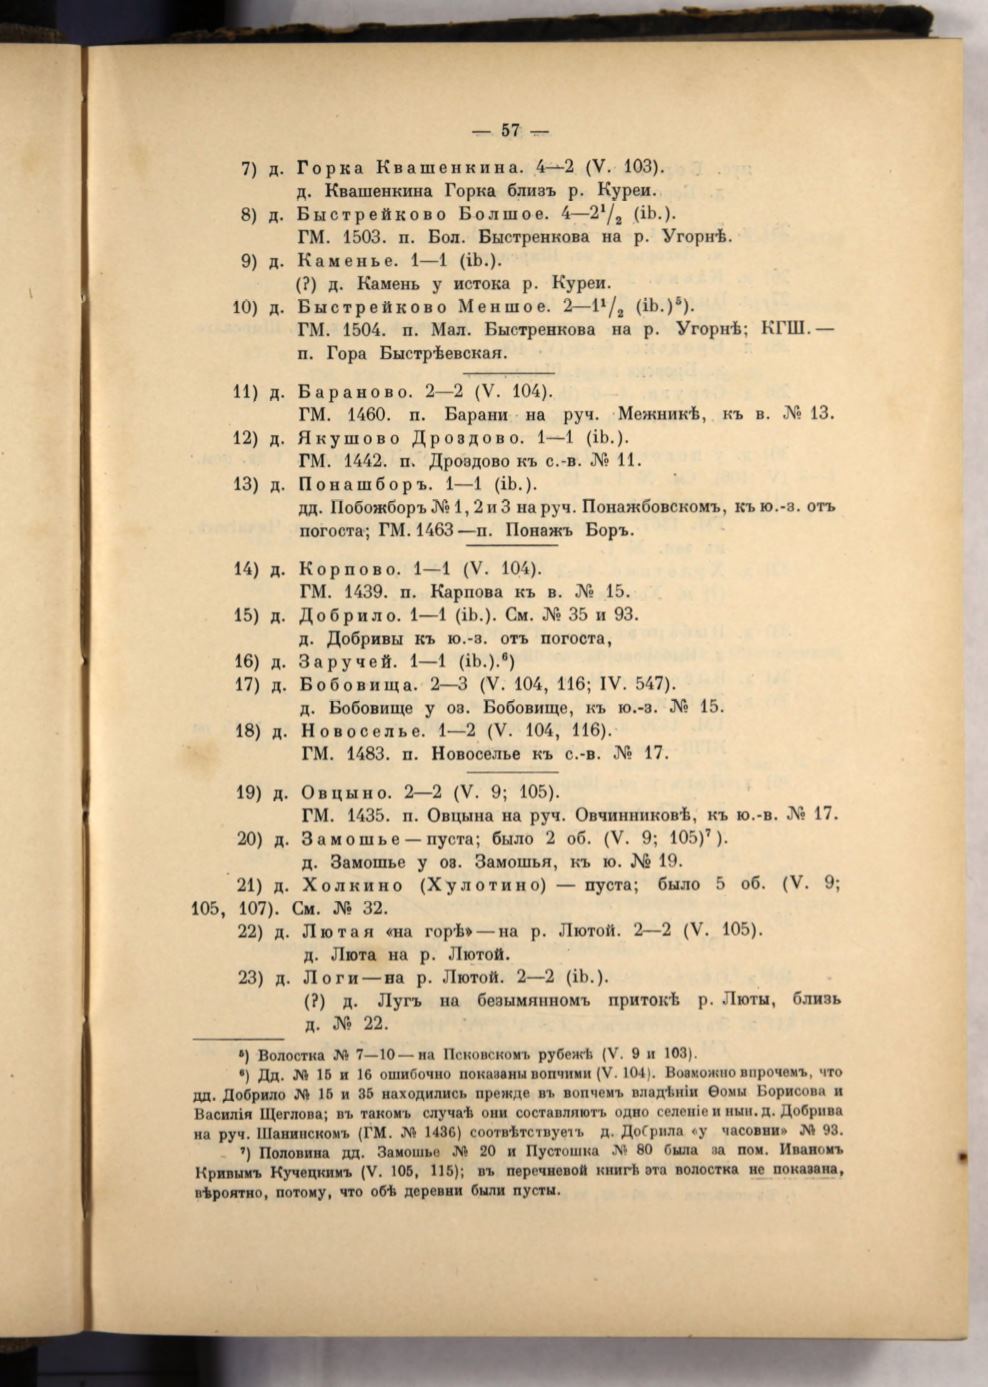 — 57 —
7) д. Горка Квашенкина. 4—2 (V. 103).
д. Квашенкина Горка близъ р. Куреи.
8) д. Быстрейково Болшое. 4—2¹/₂ (ib.).
ГМ. 1503. п. Бол. Быстренкова на р. Угорнѣ.
9) д. Каменье. 1—1 (ib.).
(?) д. Камень у истока р. Куреи.
10) д. Быстрейково Меншое. 2—1¹/₂ (ib.)⁵).
ГМ. 1504. п. Мал. Быстренкова на р. Угорнѣ; КГШ.—
п. Гора Быстрѣевская.
11) д. Бараново. 2—2 (V. 104).
ГМ. 1460. п. Барани на руч. Межникѣ, къ в. № 13.
12) д. Якушово Дроздово. 1—1 (ib.).
ГМ. 1442. п. Дроздово къ с.-в. № 11.
13) д. Понашборъ. 1—1 (ib.).
дд. Побожборъ № 1, 2 и 3 на руч. Понажбовскомъ, къ ю.-з. отъ
погоста; ГМ. 1463—п. Понажъ Боръ.
14) д. Корпово. 1—1 (V. 104).
ГМ. 1439. п. Карпова къ в. № 15.
15) д. Добрило. 1—1 (ib.). См. № 35 и 93.
д. Добривы къ ю.-з. отъ погоста,
16) д. Заручей. 1—1 (ib.).⁶)
17) д. Бобовища. 2—3 (V. 104, 116; IV. 547).
д. Бобовище у оз. Бобовище, къ ю.-з. № 15.
18) д. Новоселье. 1—2 (V. 104, 116).
ГМ. 1483. п. Новоселье къ с.-в. № 17.
19) д. Овцыно. 2—2 (V. 9; 105).
ГМ. 1435. п. Овцына на руч. Овчинниковѣ, къ ю.-в. № 17.
20) д. Замошье—пуста; было 2 об. (V. 9; 105)⁷).
д. Замошье у оз. Замошья, къ ю. № 19.
21) д. Холкино (Хулотино) — пуста; было 5 об. (V. 9;
105, 107). См. № 32.
22) д. Лютая «на горѣ»—на р. Лютой. 2—2 (V. 105).
д. Люта на р. Лютой.
23) д. Логи—на р. Лютой. 2—2 (ib.).
(?) д. Лугъ на безымянномъ притокѣ р. Люты, близь
д. № 22.
⁵) Волостка № 7—10—на Псковскомъ рубежѣ (V. 9 и 103).
⁶) Дд. № 15 и 16 ошибочно показаны вопчими (V. 104). Возможно впрочемъ, что
дд. Добрило № 15 и 35 находились прежде въ вопчемъ владѣніи Ѳомы Борисова и
Василія Щеглова; въ такомъ случаѣ они составляютъ одно селеніе и нын. д. Добрива
на руч. Шанинскомъ (ГМ. № 1436) соотвѣтствуетъ д. Добрила «у часовни» № 93.
⁷) Половина дд. Замошье № 20 и Пустошка № 80 была за пом. Иваномъ
Кривымъ Кучецкимъ (V. 105, 115); въ перечневой книгѣ эта волостка не показана,
вѣроятно, потому, что обѣ деревни были пусты.